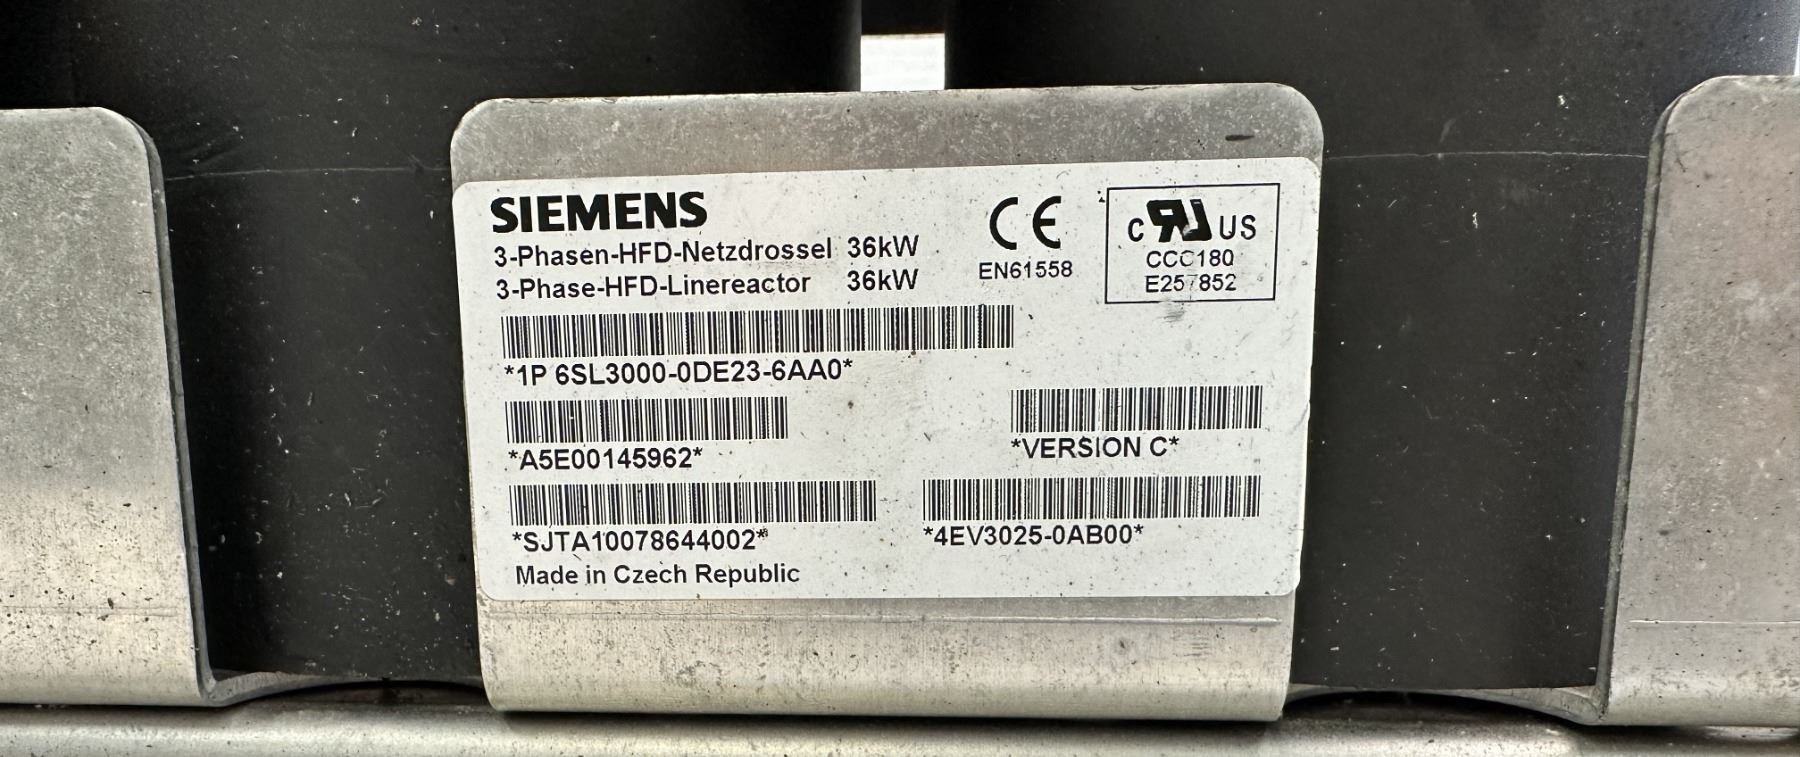 SIEMENS
3-Phasen-HFD-Netzdrossel 36kW
3-Phase-HFD-Linereactor 36kW
CE
EN61558
c RU US
CCC180
E257852
*1P 6SL3000-0DE23-6AA0*
*A5E00145962*
*VERSION C*
*SJTA10078644002*
*4EV3025-0AB00*
Made in Czech Republic